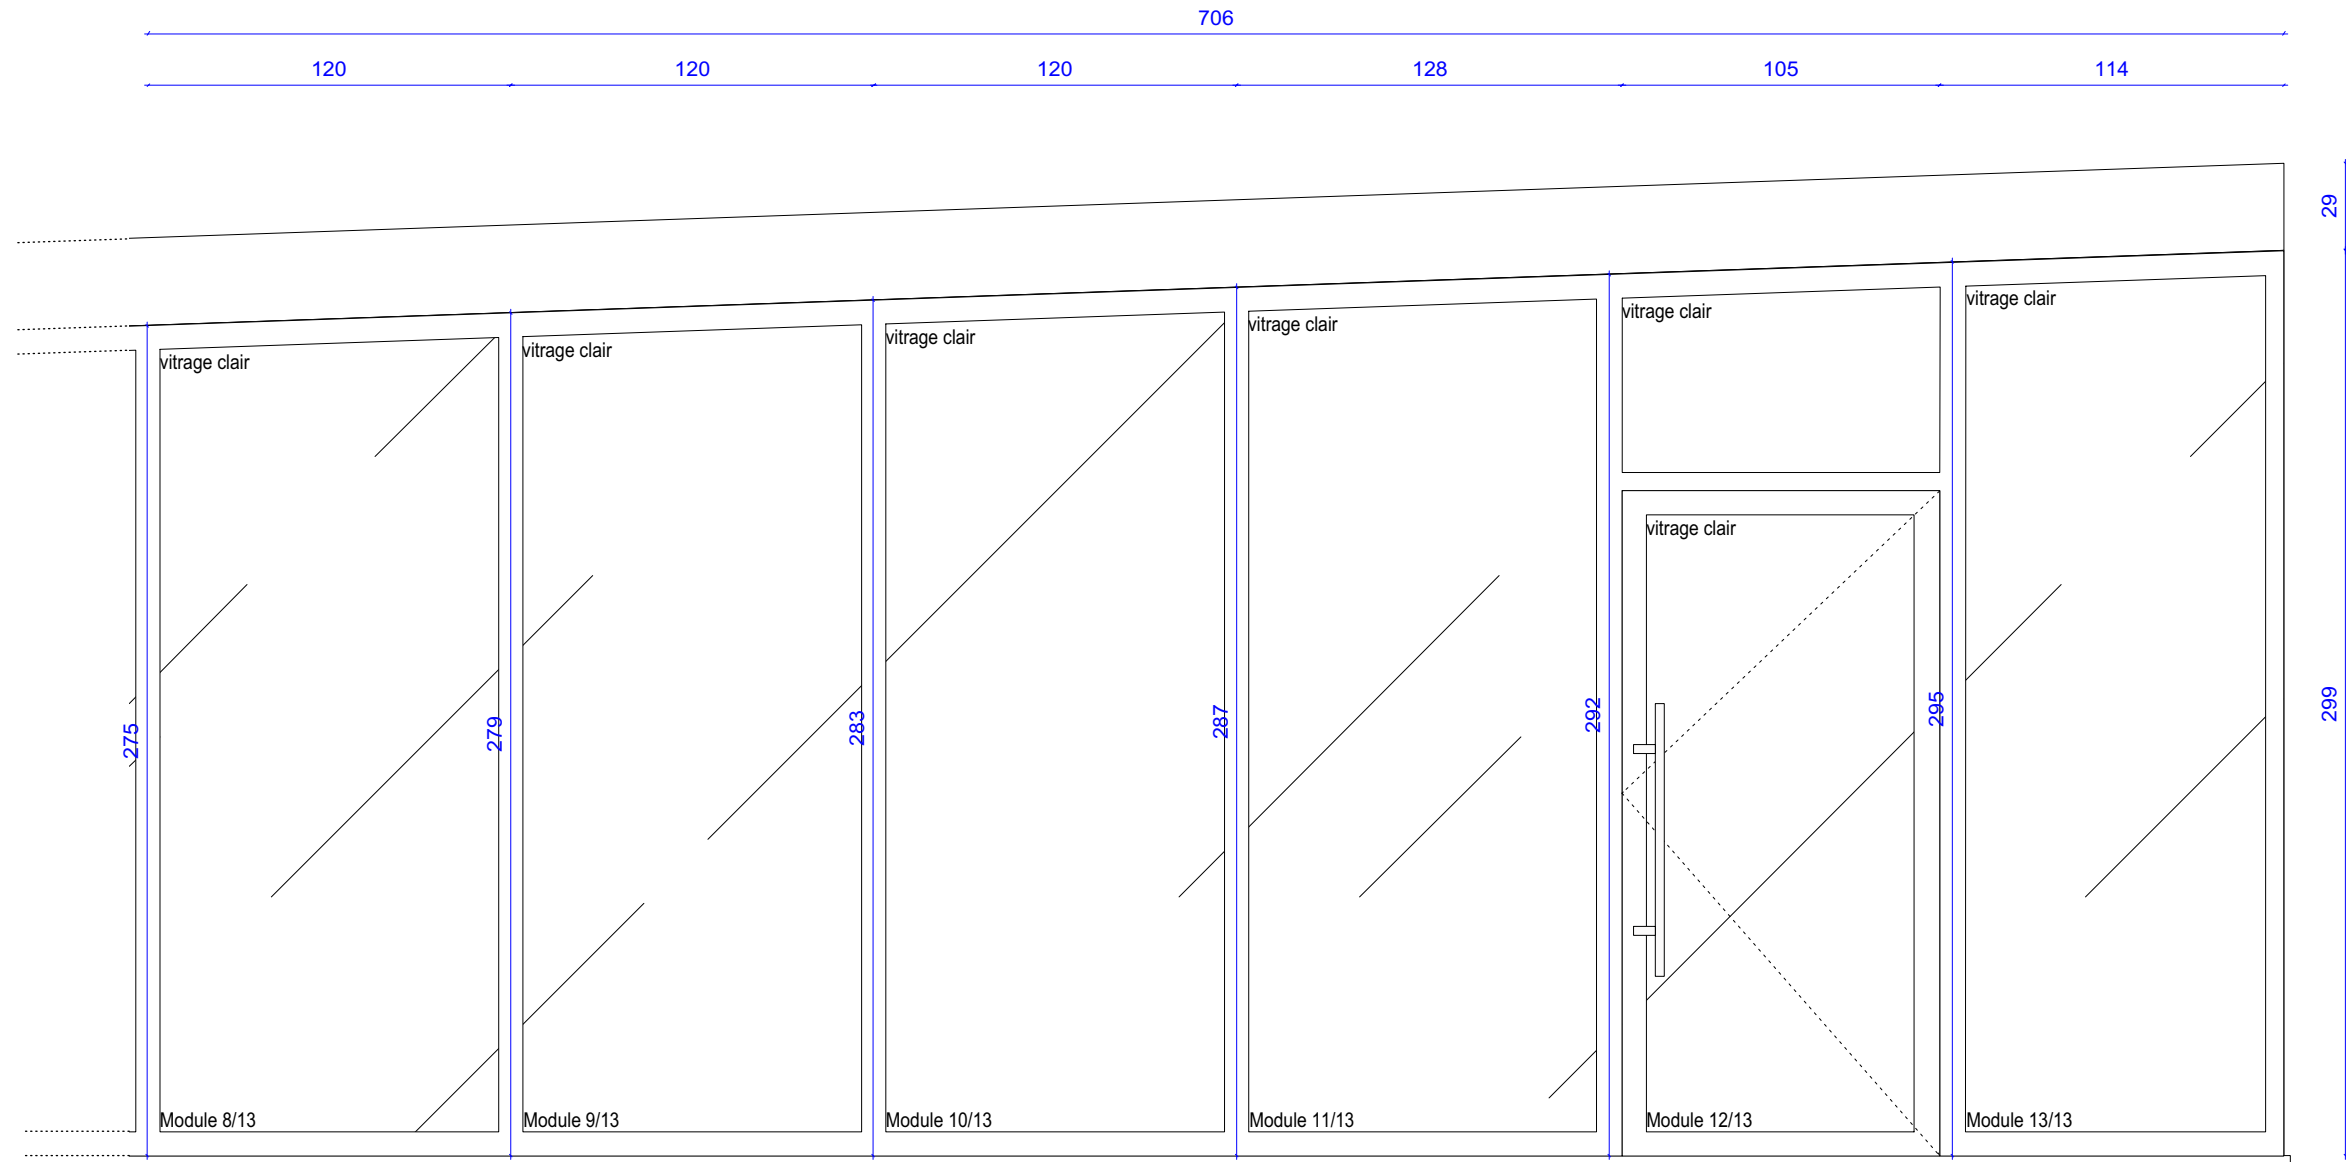 706
120
120
120
128
105
114
29
vitrage clair
vitrage clair
vitrage clair
vitrage clair
vitrage clair
vitrage clair
vitrage clair
275
279
283
287
292
295
299
Module 8/13
Module 9/13
Module 10/13
Module 11/13
Module 12/13
Module 13/13